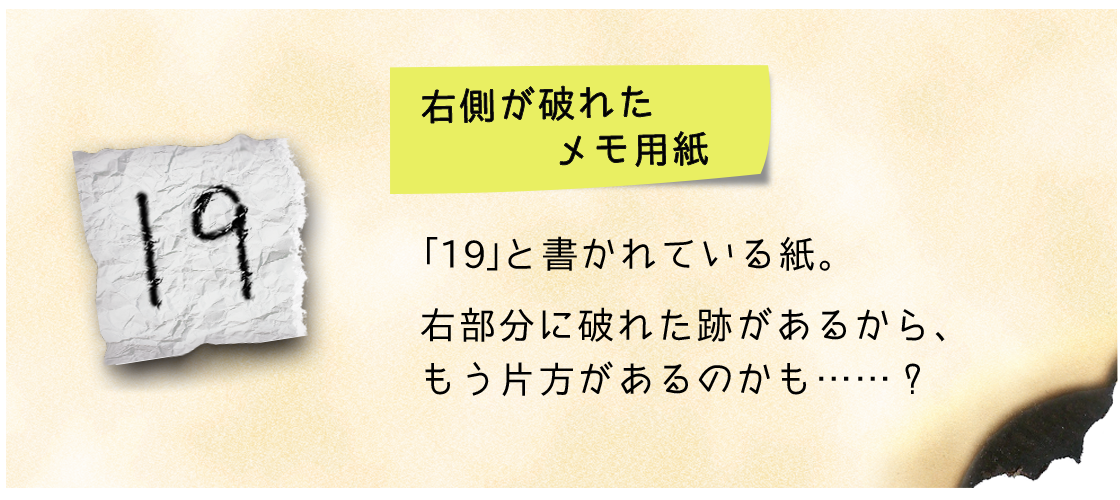 19
右側が破れた
メモ用紙
「19」と書かれている紙。
右部分に破れた跡があるから、
もう片方があるのかも……？